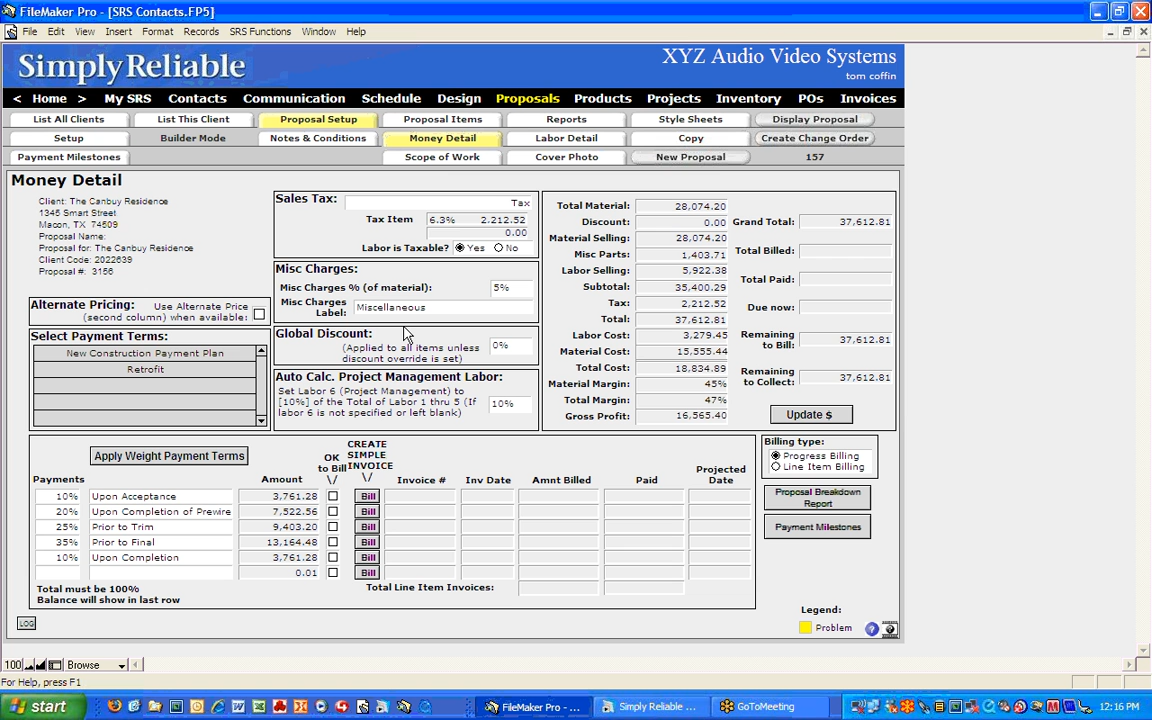 FileMaker Pro - [SRS Contacts.FP5]
File Edit View Insert Format Records SRS Functions Window Help
SimplyReliable
XYZ Audio Video Systems
tom coffin
< Home > My SRS Contacts Communication Schedule Design Proposals Products Projects Inventory POs Invoices
List All Clients List This Client Proposal Setup Proposal Items Reports Style Sheets Display Proposal
Setup Builder Mode Notes & Conditions Money Detail Labor Detail Copy Create Change Order
Payment Milestones Scope of Work Cover Photo New Proposal 157
Money Detail
Client: The Canbuy Residence
1345 Smart Street
Macon, TX 74509
Proposal Name:
Proposal for: The Canbuy Residence
Client Code: 2022639
Proposal #: 3156
Alternate Pricing: Use Alternate Price
(second column) when available:
Select Payment Terms:
New Construction Payment Plan
Retrofit
Sales Tax: Tax
Tax Item 6.3% 2,212.52
0.00
Labor is Taxable? Yes No
Misc Charges:
Misc Charges % (of material): 5%
Misc Charges
Label: Miscellaneous
Global Discount:
(Applied to all items unless
discount override is set) 0%
Auto Calc. Project Management Labor:
Set Labor 6 (Project Management) to
[10%] of the Total of Labor 1 thru 5 (If
labor 6 is not specified or left blank) 10%
Total Material: 28,074.20
Discount: 0.00
Material Selling: 28,074.20
Misc Parts: 1,403.71
Labor Selling: 5,922.38
Subtotal: 35,400.29
Tax: 2,212.52
Total: 37,612.81
Labor Cost: 3,279.45
Material Cost: 15,555.44
Total Cost: 18,834.89
Material Margin: 45%
Total Margin: 47%
Gross Profit: 16,565.40
Grand Total: 37,612.81
Total Billed:
Total Paid:
Due now:
Remaining
to Bill: 37,612.81
Remaining
to Collect: 37,612.81
Update $
Apply Weight Payment Terms
OK
to Bill
\/
CREATE
SIMPLE
INVOICE
\/
Payments Amount Invoice # Inv Date Amnt Billed Paid Projected
Date
10% Upon Acceptance 3,761.28 Bill
20% Upon Completion of Prewire 7,522.56 Bill
25% Prior to Trim 9,403.20 Bill
35% Prior to Final 13,164.48 Bill
10% Upon Completion 3,761.28 Bill
0.01 Bill
Total must be 100%
Balance will show in last row
Total Line Item Invoices:
Billing type:
Progress Billing
Line Item Billing
Proposal Breakdown
Report
Payment Milestones
LOG
Legend:
Problem
?
100 Browse
For Help, press F1
start FileMaker Pro - ... Simply Reliable ... GoToMeeting 12:16 PM